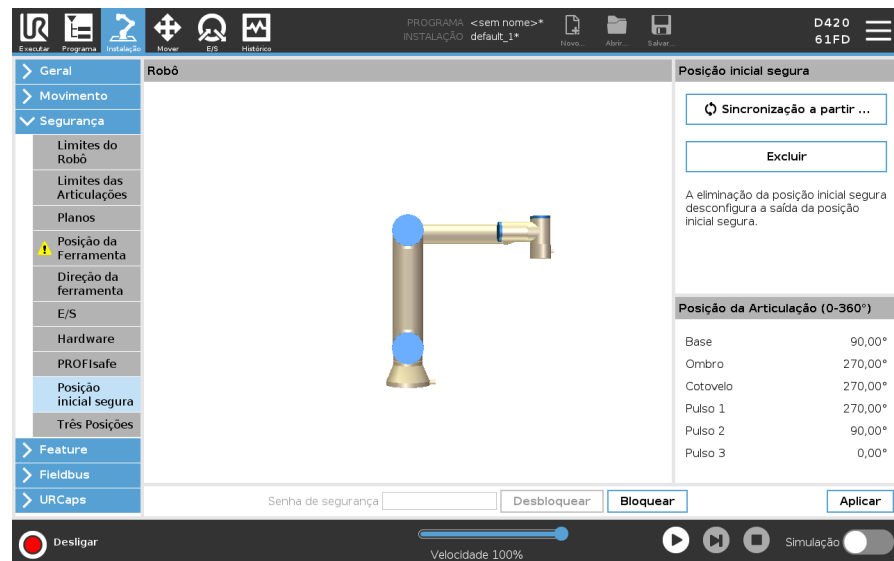 PROGRAMA <sem nome>*
INSTALAÇÃO default_1*
D420
61FD
Executar Programa Instalação Mover E/S Histórico Novo... Abrir... Salvar...
Geral
Movimento
Segurança
Limites do
Robô
Limites das
Articulações
Planos
Posição da
Ferramenta
Direção da
ferramenta
E/S
Hardware
PROFIsafe
Posição
inicial segura
Três Posições
Feature
Fieldbus
URCaps
Robô
Senha de segurança Desbloquear Bloquear Aplicar
Posição inicial segura
Sincronização a partir ...
Excluir
A eliminação da posição inicial segura
desconfigura a saída da posição
inicial segura.
Posição da Articulação (0-360°)
Base 90,00°
Ombro 270,00°
Cotovelo 270,00°
Pulso 1 270,00°
Pulso 2 90,00°
Pulso 3 0,00°
Desligar
Velocidade 100%
Simulação